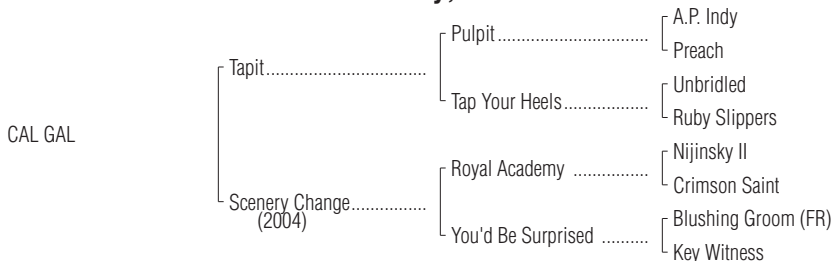 A.P. Indy
Pulpit
Preach
Tapit
Unbridled
Tap Your Heels
Ruby Slippers
CAL GAL
Nijinsky II
Royal Academy
Crimson Saint
Scenery Change
(2004)
Blushing Groom (FR)
You'd Be Surprised
Key Witness